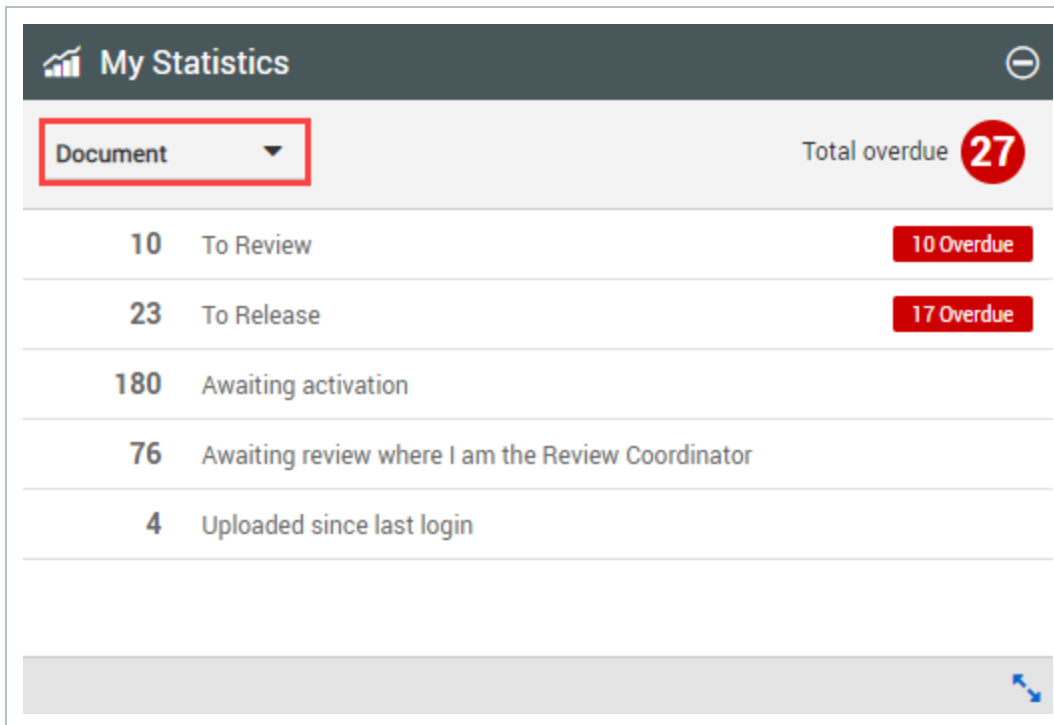 My Statistics
Document Total overdue 27
10 To Review 10 Overdue
23 To Release 17 Overdue
180 Awaiting activation
76 Awaiting review where I am the Review Coordinator
4 Uploaded since last login